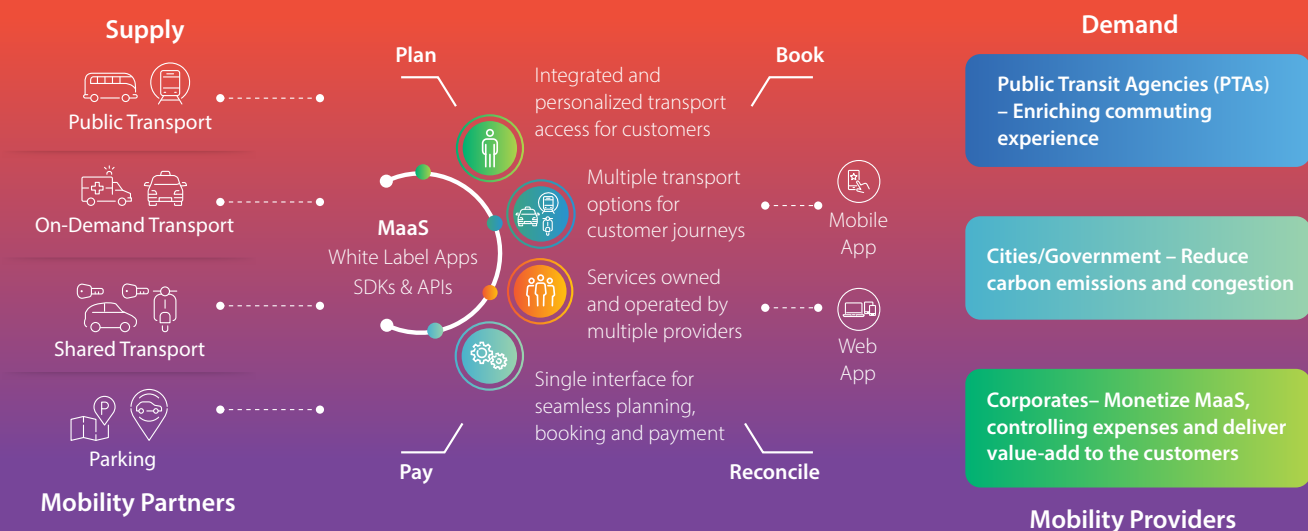 Supply
Public Transport
On-Demand Transport
Shared Transport
P
Parking
Mobility Partners
Plan
Book
MaaS
White Label Apps
SDKs & APIs
Integrated and
personalized transport
access for customers
Multiple transport
options for
customer journeys
Services owned
and operated by
multiple providers
Single interface for
seamless planning,
booking and payment
Pay
Reconcile
Mobile
App
Web
App
Demand
Public Transit Agencies (PTAs)
– Enriching commuting
experience
Cities/Government – Reduce
carbon emissions and congestion
Corporates– Monetize MaaS,
controlling expenses and deliver
value-add to the customers
Mobility Providers